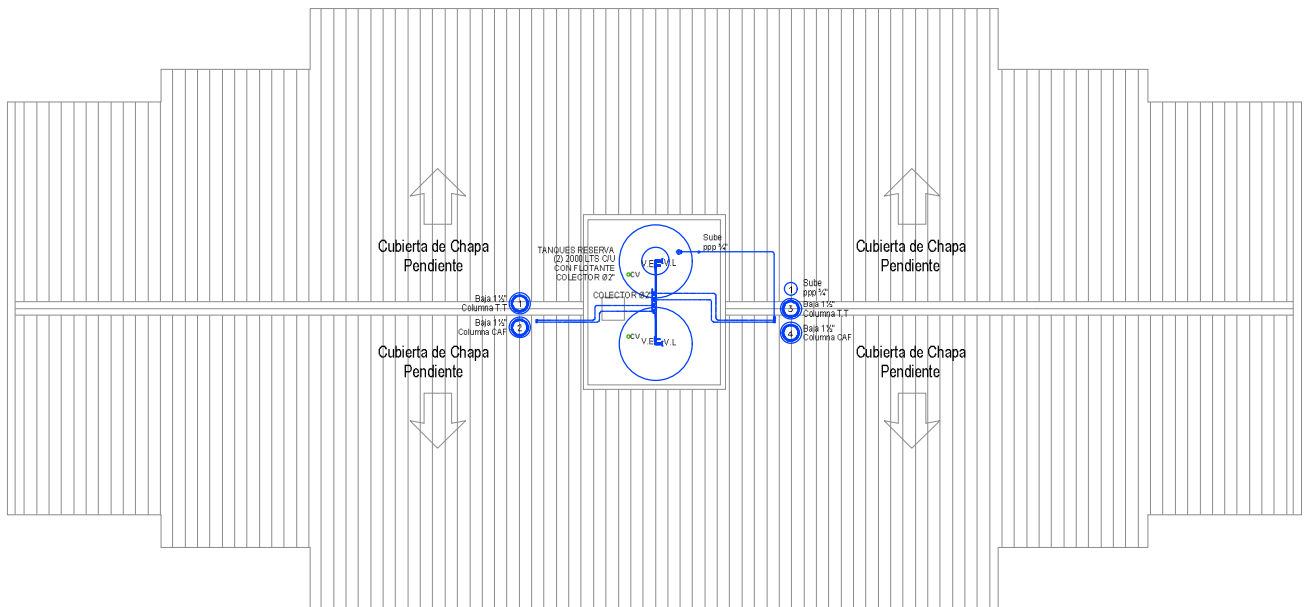 Cubierta de Chapa
Pendiente
Cubierta de Chapa
Pendiente
TANQUES RESERVA
(2) 2000 LTS C/U
CON FLOTANTE
COLECTOR Ø2"
Sube
ppp ¾"
V.E
V.L
CV
COLECTOR Ø2"
Baja 1½"
Columna T.T
1
Baja 1½"
Columna CAF
2
1
Sube
ppp ¾"
3
Baja 1½"
Columna T.T
4
Baja 1½"
Columna CAF
CV
V.E
V.L
Cubierta de Chapa
Pendiente
Cubierta de Chapa
Pendiente